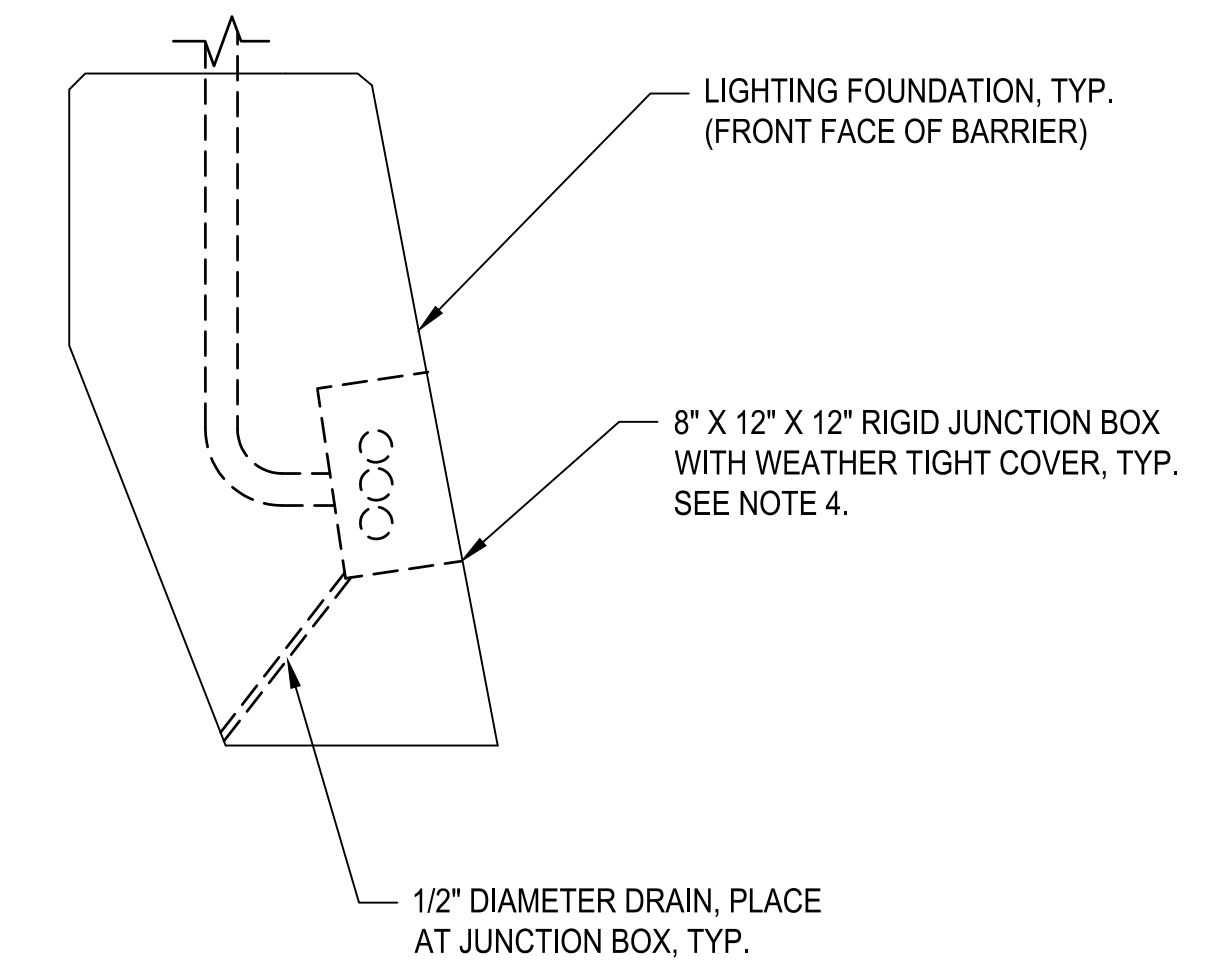 LIGHTING FOUNDATION, TYP.
(FRONT FACE OF BARRIER)
8" X 12" X 12" RIGID JUNCTION BOX
WITH WEATHER TIGHT COVER, TYP.
SEE NOTE 4.
1/2" DIAMETER DRAIN, PLACE
AT JUNCTION BOX, TYP.